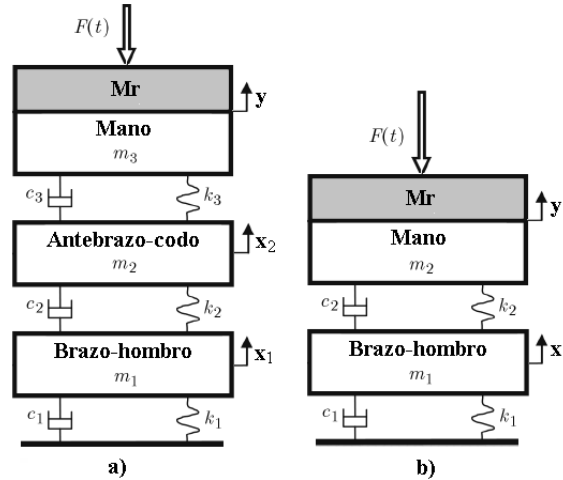 F(t)
Mr
y
Mano
m3
c3
k3
Antebrazo-codo
x2
m2
c2
k2
Brazo-hombro
x1
m1
c1
k1
a)
F(t)
Mr
y
Mano
m2
c2
k2
Brazo-hombro
x
m1
c1
k1
b)